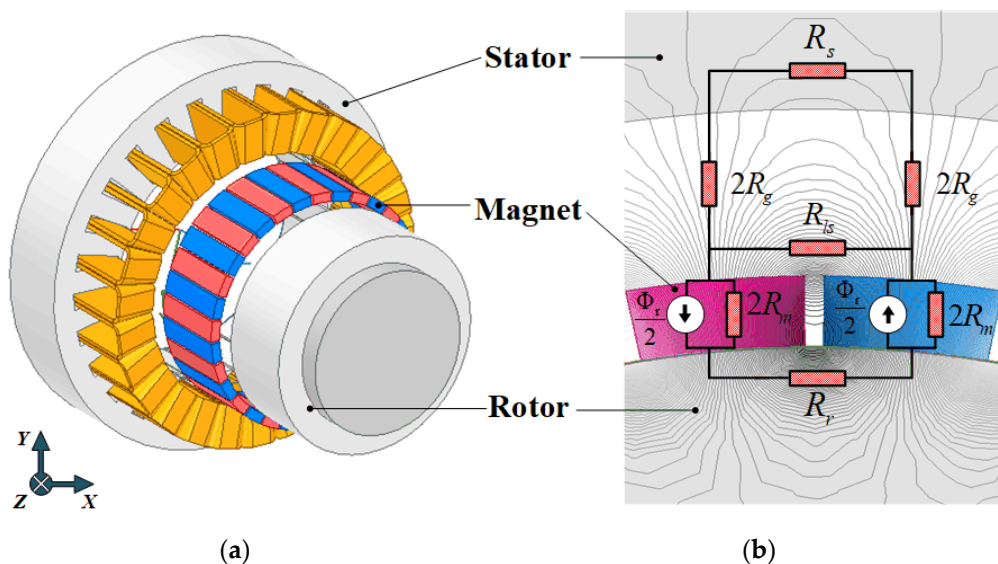 Stator
Magnet
Rotor
Y
Z
X
R_s
2R_g
2R_g
R_ls
Φ_r/2
2R_m
Φ_r/2
2R_m
R_r
(a)
(b)